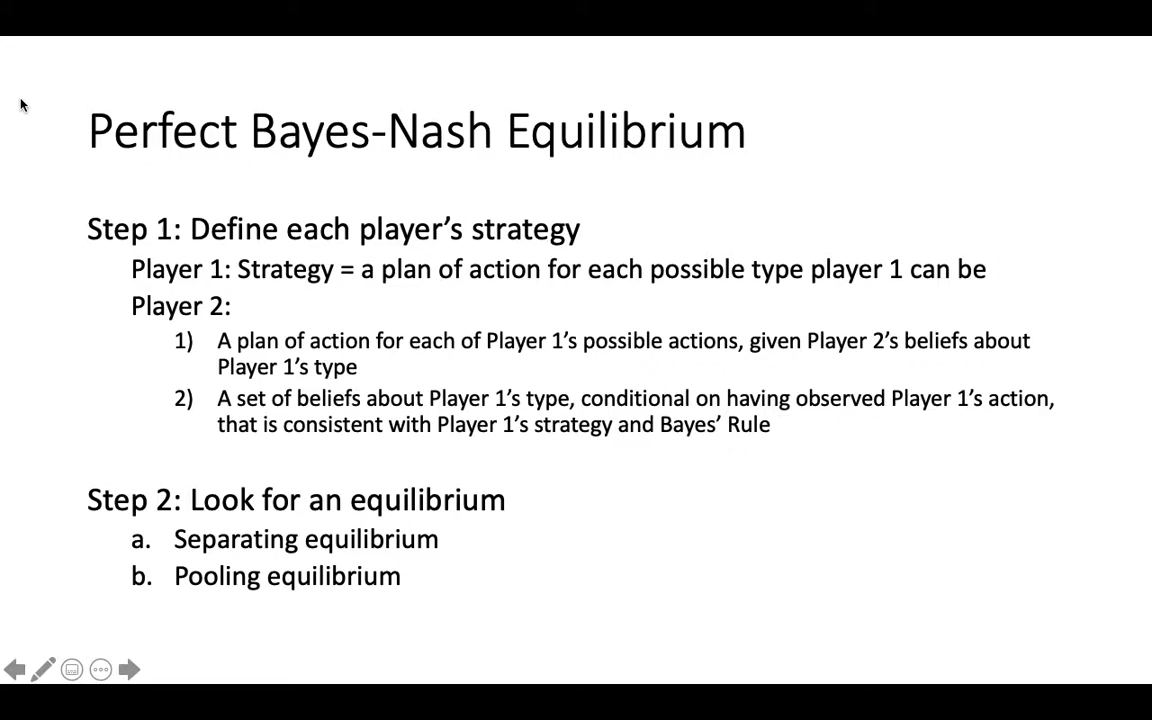 Perfect Bayes-Nash Equilibrium
Step 1: Define each player’s strategy
Player 1: Strategy = a plan of action for each possible type player 1 can be
Player 2:
1) A plan of action for each of Player 1’s possible actions, given Player 2’s beliefs about
Player 1’s type
2) A set of beliefs about Player 1’s type, conditional on having observed Player 1’s action,
that is consistent with Player 1’s strategy and Bayes’ Rule
Step 2: Look for an equilibrium
a. Separating equilibrium
b. Pooling equilibrium